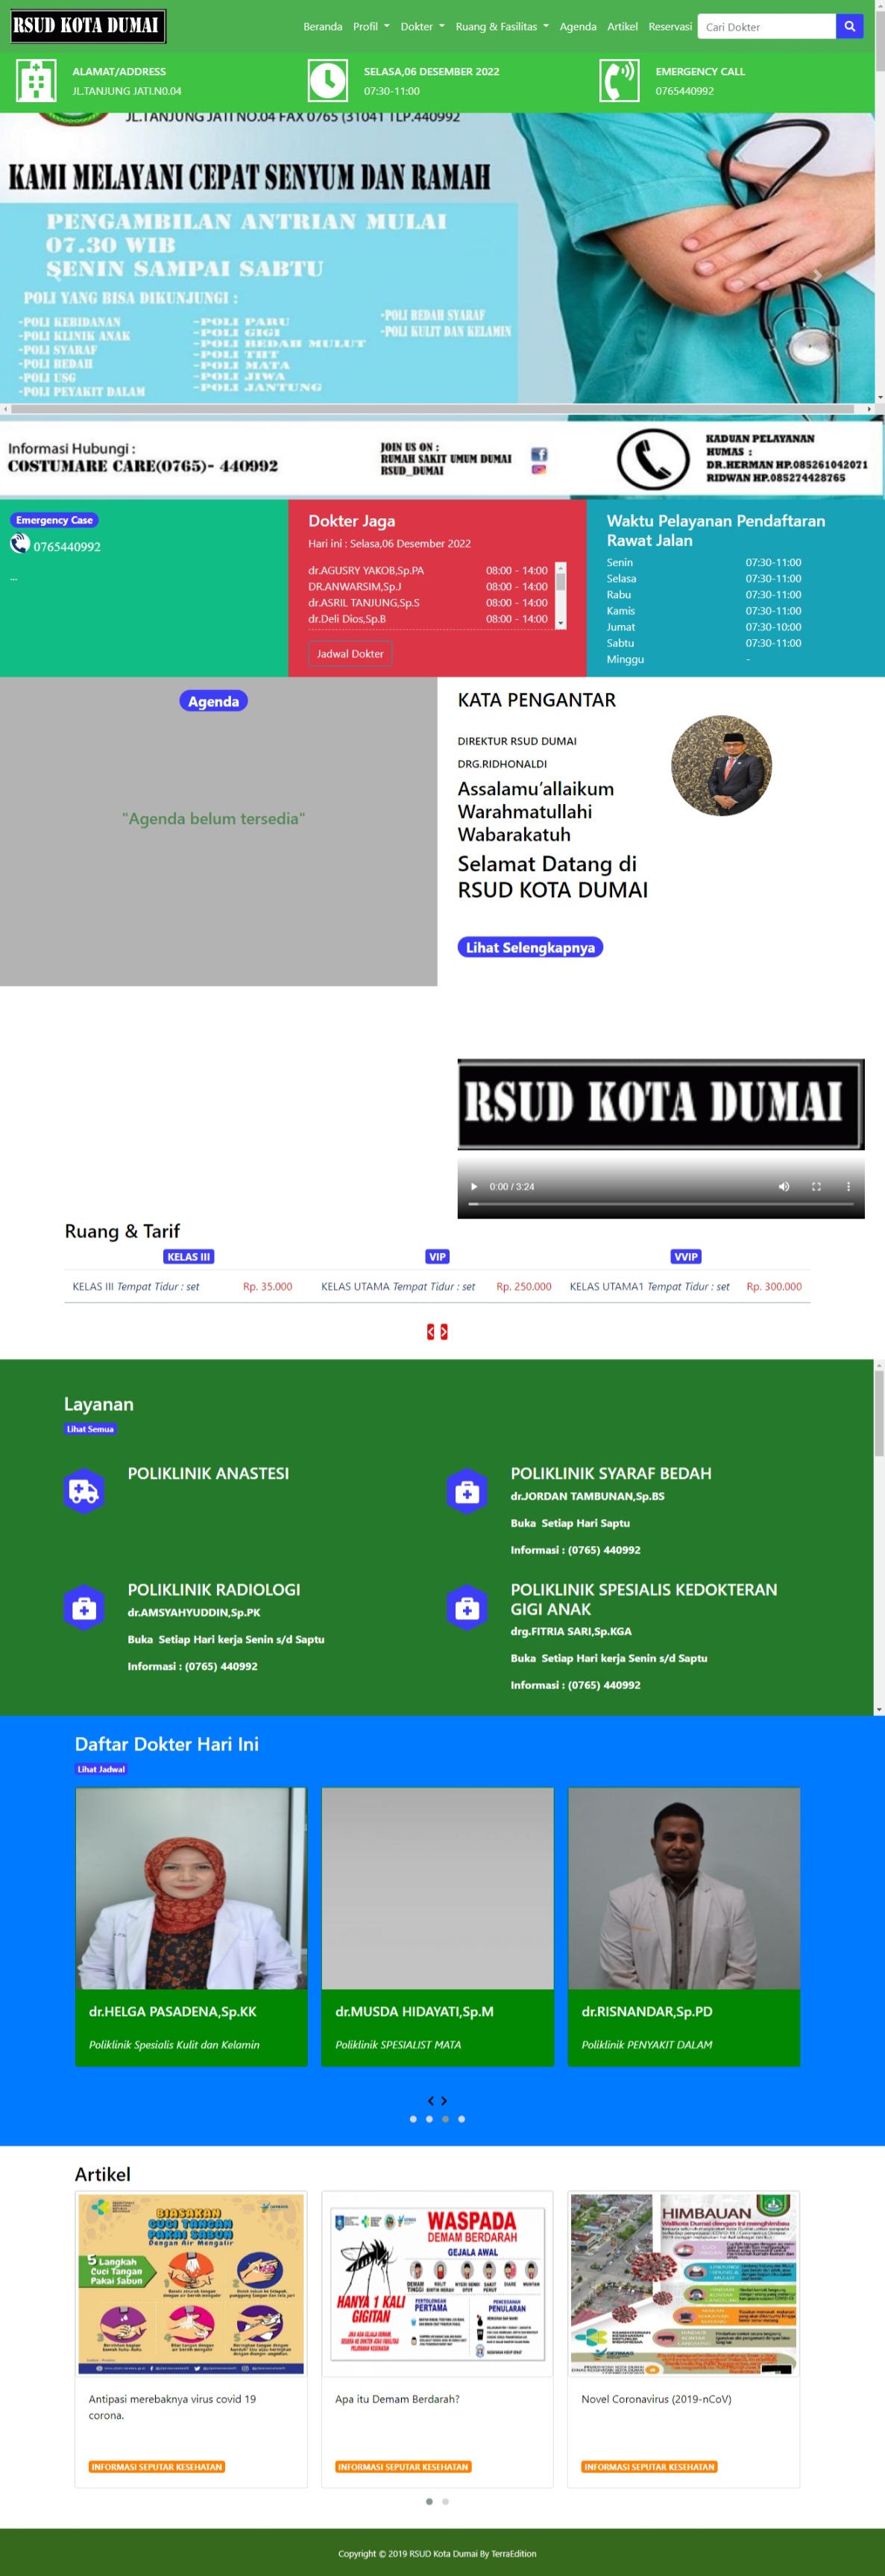 RSUD KOTA DUMAI
Beranda Profil Dokter Ruang & Fasilitas Agenda Artikel Reservasi Cari Dokter
ALAMAT/ADDRESS
JL.TANJUNG JATI.NO.04
SELASA,06 DESEMBER 2022
07:30-11:00
EMERGENCY CALL
0765440992
JL.TANJUNG JATI NO.04 FAX 0765 (31041 TLP.440992
KAMI MELAYANI CEPAT SENYUM DAN RAMAH
PENGAMBILAN ANTRIAN MULAI
07.30 WIB
SENIN SAMPAI SABTU
POLI YANG BISA DIKUNJUNGI :
-POLI KEBIDANAN
-POLI KLINIK ANAK
-POLI SYARAF
-POLI BEDAH
-POLI USG
-POLI PEYAKIT DALAM
-POLI PARU
-POLI GIGI
-POLI BEDAH MULUT
-POLI THT
-POLI MATA
-POLI JIWA
-POLI JANTUNG
-POLI BEDAH SYARAF
-POLI KULIT DAN KELAMIN
Informasi Hubungi :
COSTUMARE CARE(0765)- 440992
JOIN US ON :
RUMAH SAKIT UMUM DUMAI
RSUD_DUMAI
KADUAN PELAYANAN
HUMAS :
DR.HERMAN HP.085261042071
RIDWAN HP.085274428765
Emergency Case
0765440992
...
Dokter Jaga
Hari ini : Selasa,06 Desember 2022
dr.AGUSRY YAKOB,Sp.PA 08:00 - 14:00
DR.ANWARSIM,Sp.J 08:00 - 14:00
dr.ASRIL TANJUNG,Sp.S 08:00 - 14:00
dr.Deli Dios,Sp.B 08:00 - 14:00
Jadwal Dokter
Waktu Pelayanan Pendaftaran
Rawat Jalan
Senin 07:30-11:00
Selasa 07:30-11:00
Rabu 07:30-11:00
Kamis 07:30-11:00
Jumat 07:30-10:00
Sabtu 07:30-11:00
Minggu -
Agenda
"Agenda belum tersedia"
KATA PENGANTAR
DIREKTUR RSUD DUMAI
DRG.RIDHONALDI
Assalamu'allaikum
Warahmatullahi
Wabarakatuh
Selamat Datang di
RSUD KOTA DUMAI
Lihat Selengkapnya
RSUD KOTA DUMAI
0:00 / 3:24
Ruang & Tarif
KELAS III VIP VVIP
KELAS III Tempat Tidur : set Rp. 35.000 KELAS UTAMA Tempat Tidur : set Rp. 250.000 KELAS UTAMA1 Tempat Tidur : set Rp. 300.000
Layanan
Lihat Semua
POLIKLINIK ANASTESI
POLIKLINIK SYARAF BEDAH
dr.JORDAN TAMBUNAN,Sp.BS
Buka Setiap Hari Saptu
Informasi : (0765) 440992
POLIKLINIK RADIOLOGI
dr.AMSYAHYUDDIN,Sp.PK
Buka Setiap Hari kerja Senin s/d Saptu
Informasi : (0765) 440992
POLIKLINIK SPESIALIS KEDOKTERAN
GIGI ANAK
drg.FITRIA SARI,Sp.KGA
Buka Setiap Hari kerja Senin s/d Saptu
Informasi : (0765) 440992
Daftar Dokter Hari Ini
Lihat Jadwal
dr.HELGA PASADENA,Sp.KK
Poliklinik Spesialis Kulit dan Kelamin
dr.MUSDA HIDAYATI,Sp.M
Poliklinik SPESIALIST MATA
dr.RISNANDAR,Sp.PD
Poliklinik PENYAKIT DALAM
Artikel
BIASAKAN
CUCI TANGAN
PAKAI SABUN
Dengan Air Mengalir
5 Langkah
Cuci Tangan
Pakai Sabun
WASPADA
DEMAM BERDARAH
GEJALA AWAL
HANYA 1 KALI
GIGITAN
PERTOLONGAN
PERTAMA
PENCEGAHAN
PENULARAN
HIMBAUAN
Antipasi merebaknya virus covid 19
corona.
INFORMASI SEPUTAR KESEHATAN
Apa itu Demam Berdarah?
INFORMASI SEPUTAR KESEHATAN
Novel Coronavirus (2019-nCoV)
INFORMASI SEPUTAR KESEHATAN
Copyright © 2019 RSUD Kota Dumai By TerraEdition